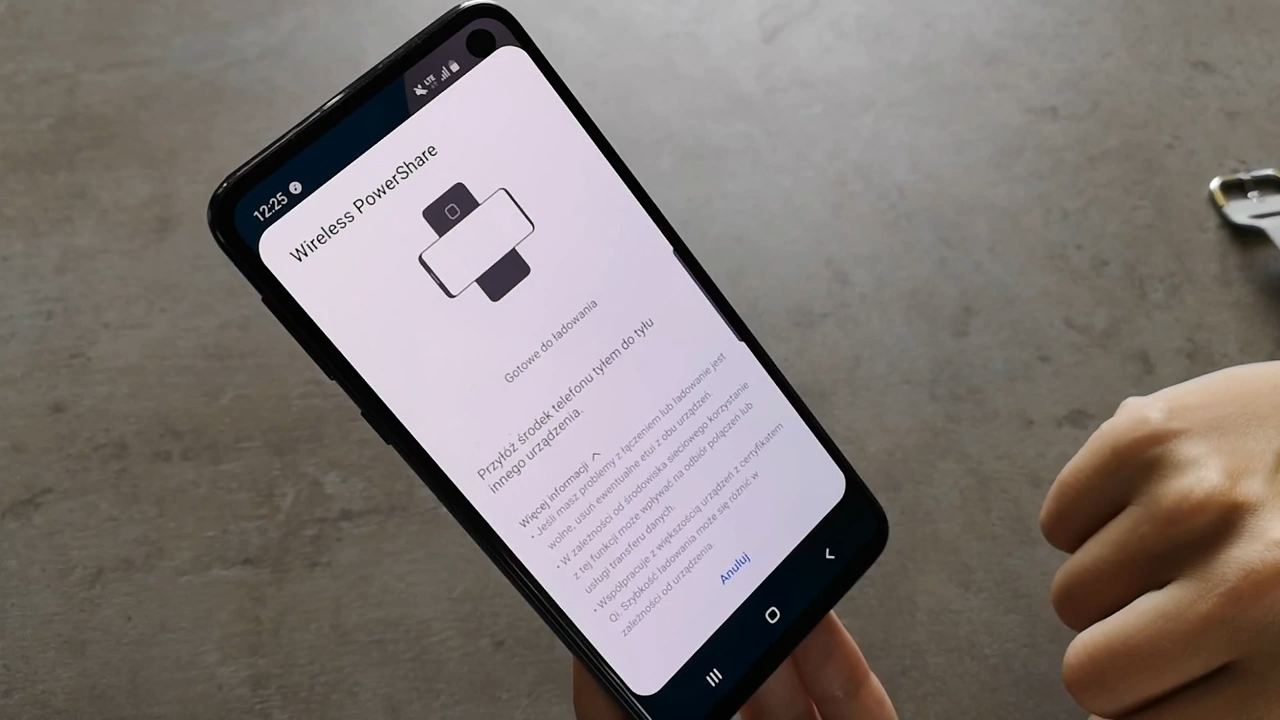 12:25
LTE
Wireless PowerShare
Gotowe do ładowania
Przyłóż środek telefonu tyłem do tyłu
innego urządzenia.
Więcej informacji
• Jeśli masz problemy z łączeniem lub ładowanie jest
wolne, usuń ewentualne etui z obu urządzeń
• W zależności od środowiska sieciowego korzystanie
z tej funkcji może wpływać na odbiór połączeń lub
usługi transferu danych.
• Współpracuje z większością urządzeń z certyfikatem
Qi. Szybkość ładowania może się różnić w
zależności od urządzenia
Anuluj